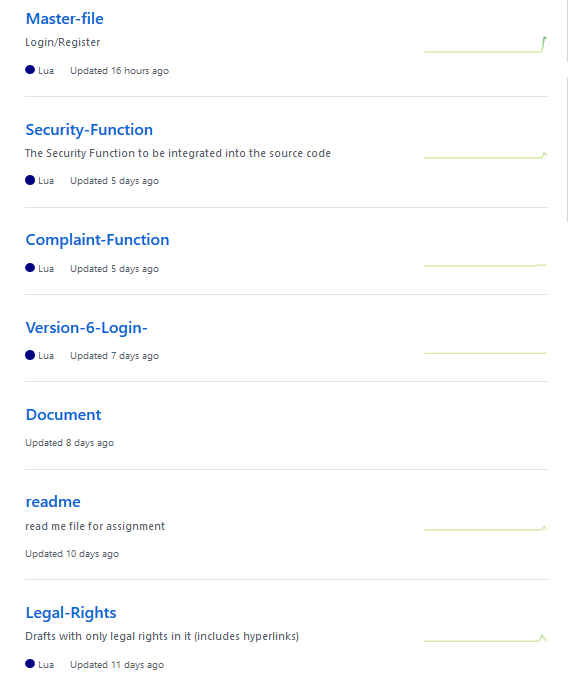 Master-file
Login/Register
Lua Updated 16 hours ago
Security-Function
The Security Function to be integrated into the source code
Lua Updated 5 days ago
Complaint-Function
Lua Updated 5 days ago
Version-6-Login-
Lua Updated 7 days ago
Document
Updated 8 days ago
readme
read me file for assignment
Updated 10 days ago
Legal-Rights
Drafts with only legal rights in it (includes hyperlinks)
Lua Updated 11 days ago